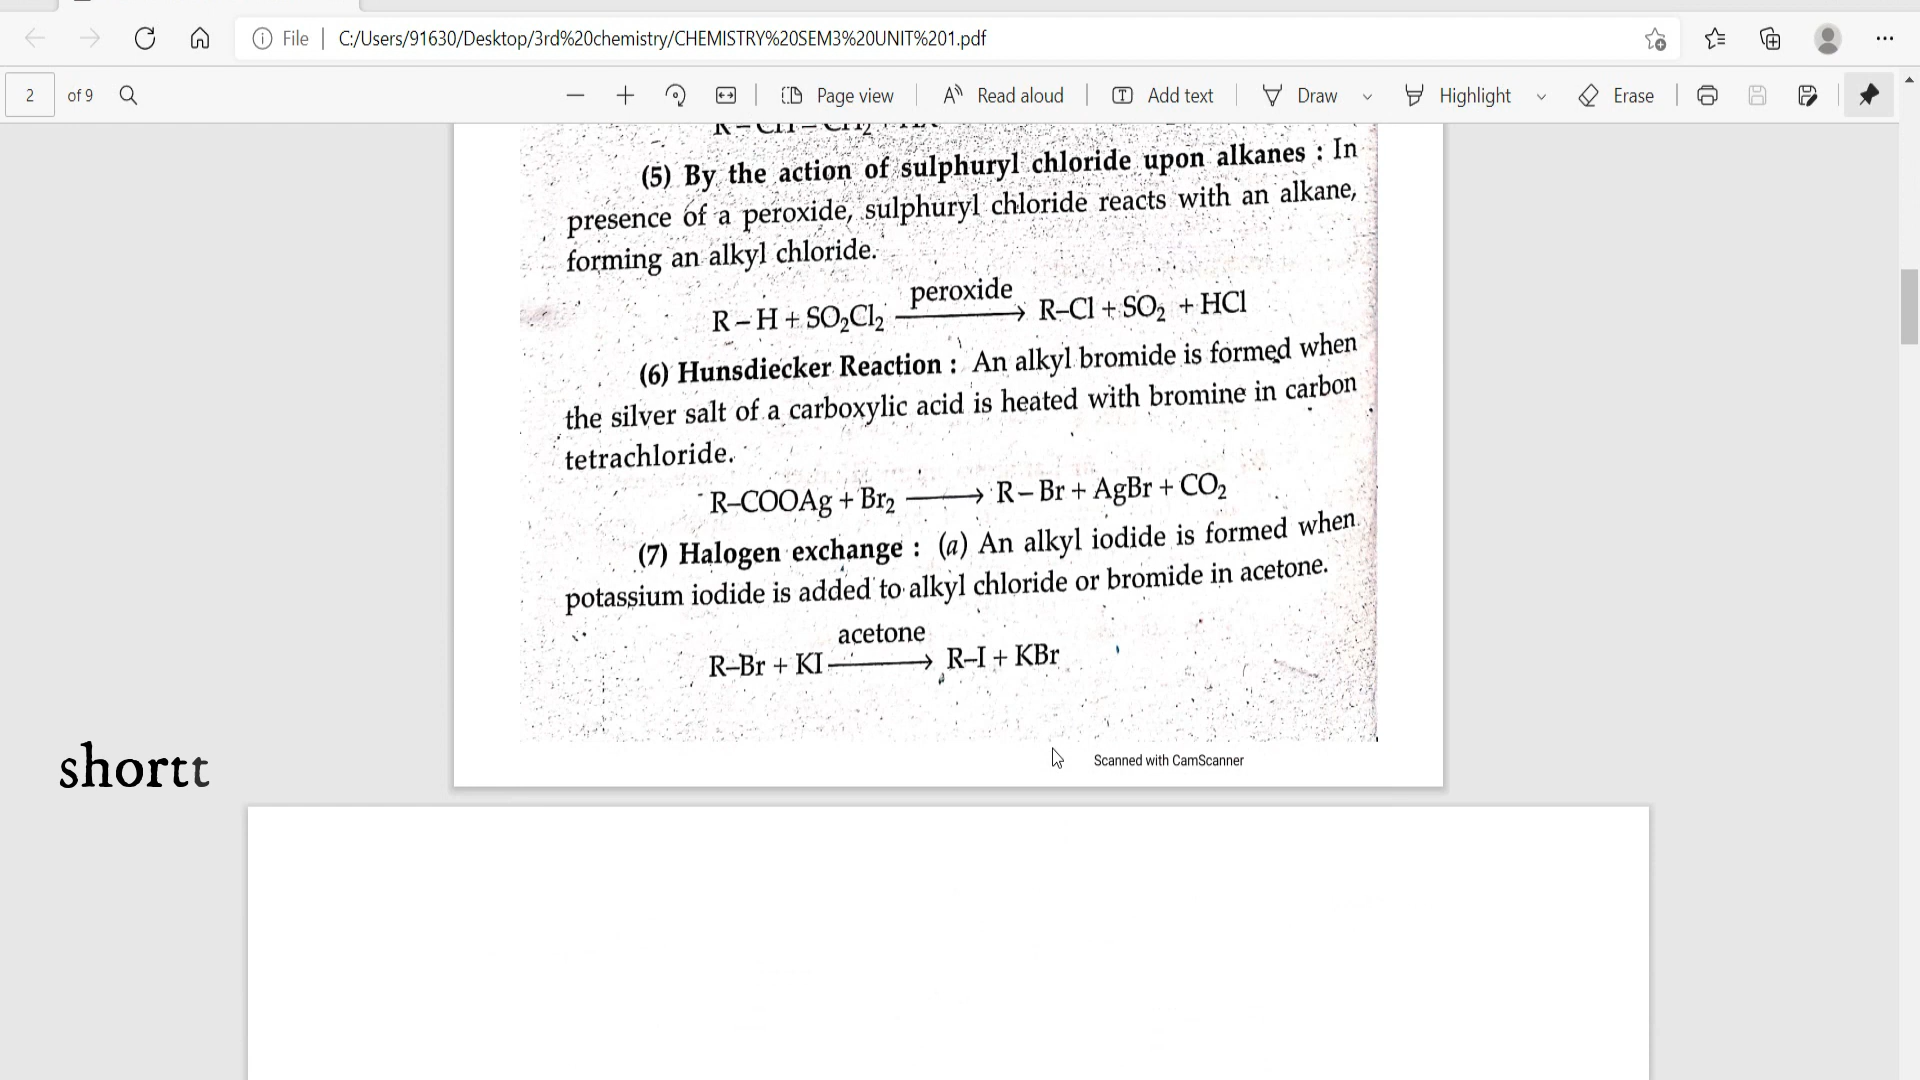 File | C:/Users/91630/Desktop/3rd%20chemistry/CHEMISTRY%20SEM3%20UNIT%201.pdf
2 of 9 Page view Read aloud Add text Draw Highlight Erase
(5) By the action of sulphuryl chloride upon alkanes : In
presence of a peroxide, sulphuryl chloride reacts with an alkane,
forming an alkyl chloride.
peroxide
R – H + SO₂Cl₂ ⟶ R–Cl + SO₂ + HCl
(6) Hunsdiecker Reaction : An alkyl bromide is formed when
the silver salt of a carboxylic acid is heated with bromine in carbon
tetrachloride.
R–COOAg + Br₂ ⟶ R – Br + AgBr + CO₂
(7) Halogen exchange : (a) An alkyl iodide is formed when
potassium iodide is added to alkyl chloride or bromide in acetone.
acetone
R–Br + KI ⟶ R–I + KBr
shortt
Scanned with CamScanner